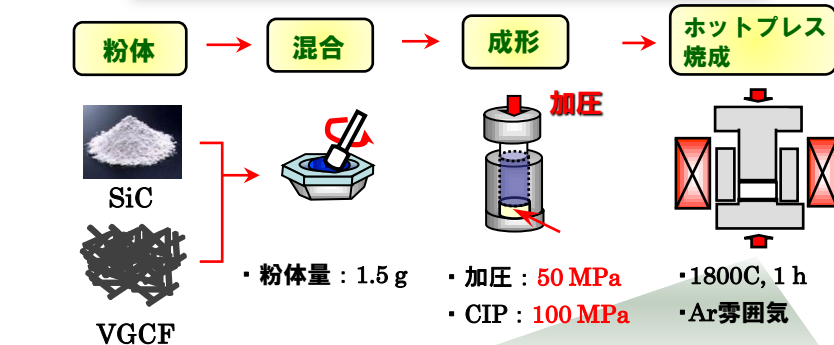 粉体
混合
成形
ホットプレス
焼成
加圧
SiC
VGCF
・粉体量：1.5 g
・加圧：50 MPa
・CIP：100 MPa
・1800C, 1 h
・Ar雰囲気